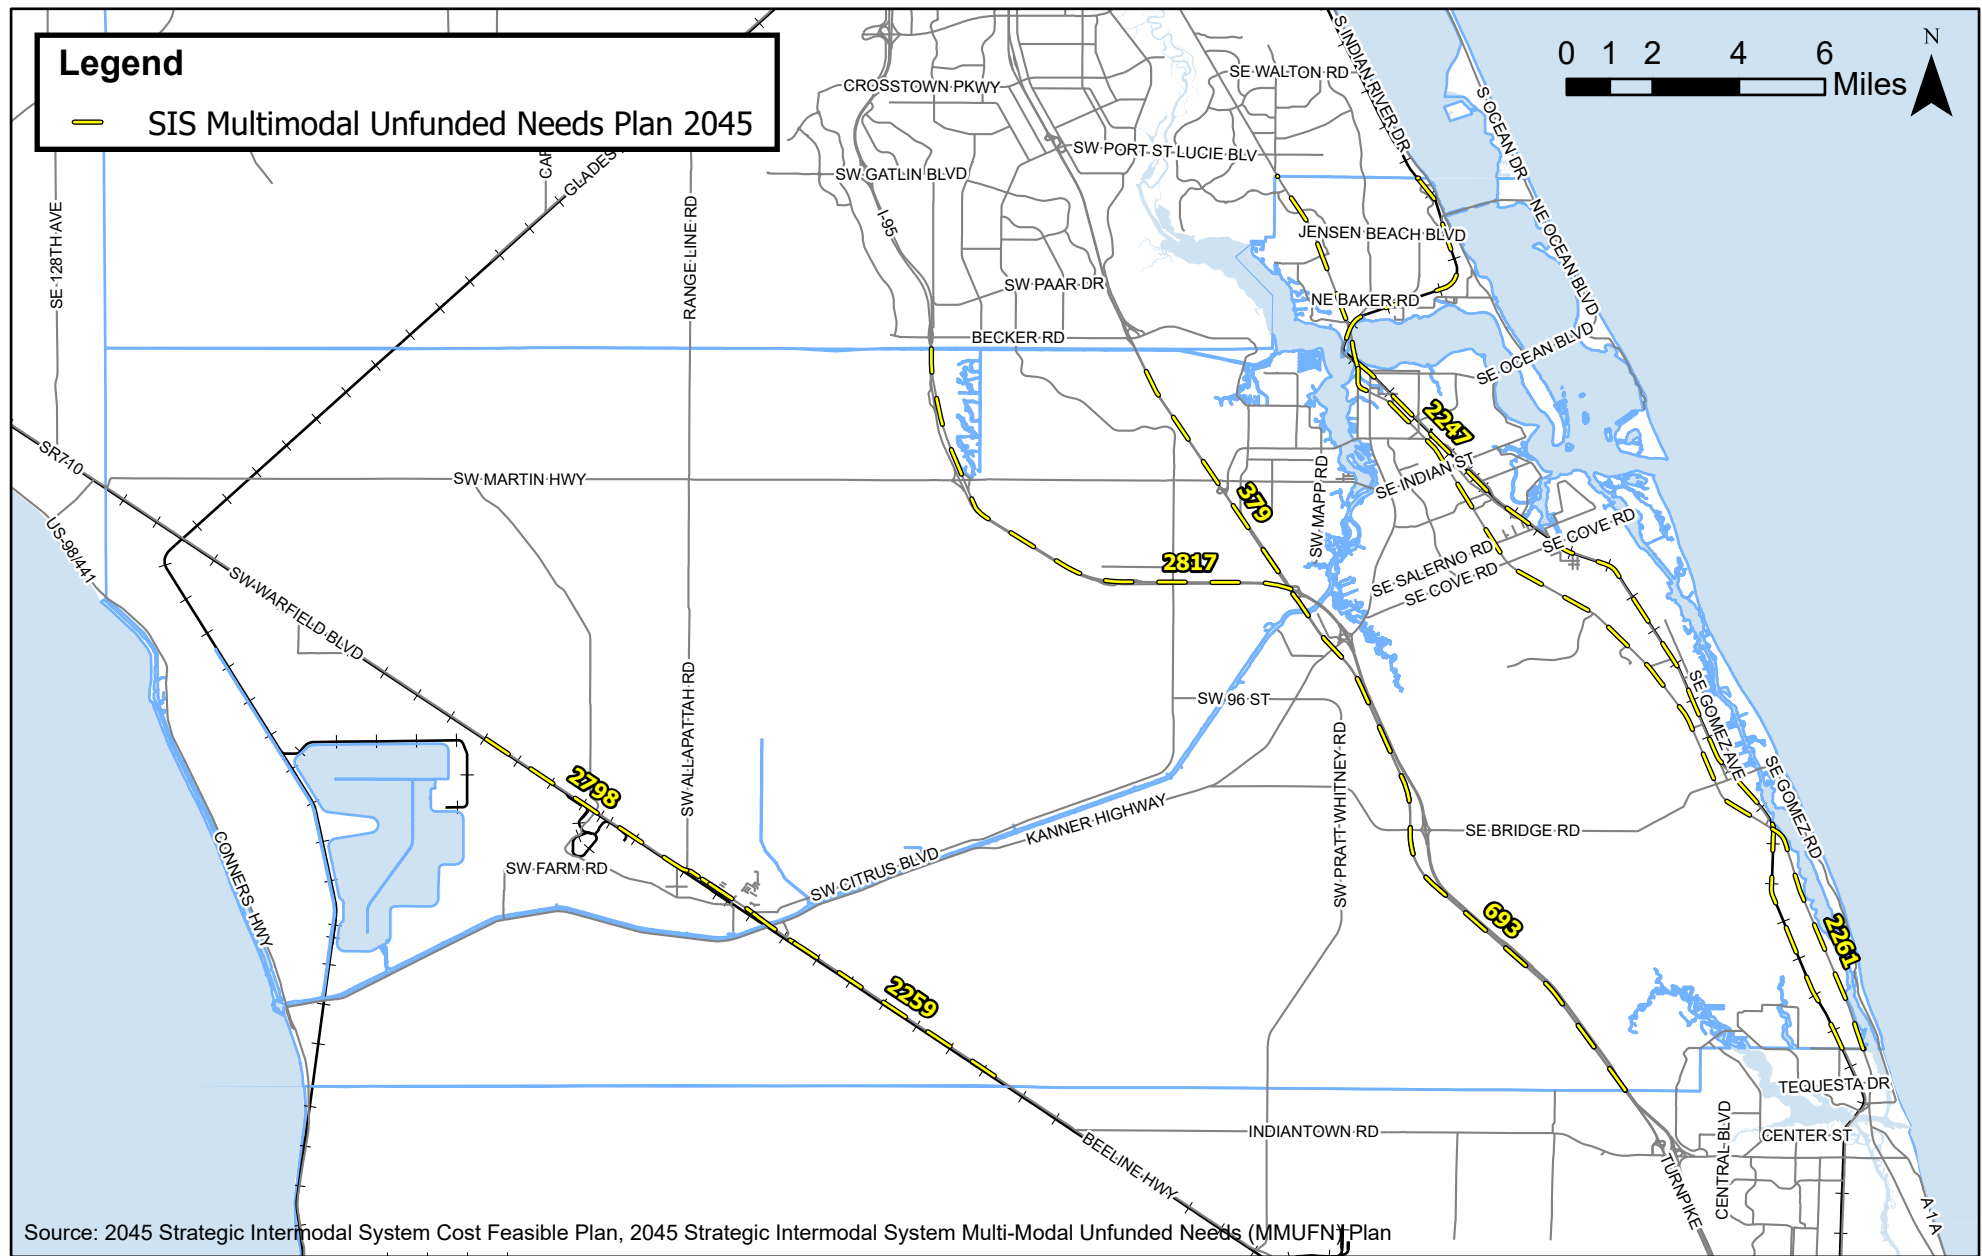 Legend
SIS Multimodal Unfunded Needs Plan 2045
0 1 2 4 6
Miles
N
S INDIAN RIVER DR
SE WALTON RD
CROSSTOWN PKWY
S OCEAN DR
SW PORT ST LUCIE BLV
SW GATLIN BLVD
GLADES
SE 128TH AVE
RANGE LINE RD
I-95
NE OCEAN BLVD
JENSEN BEACH BLVD
SW PAAR DR
NE BAKER RD
BECKER RD
SE OCEAN BLVD
2247
SR710
SW MARTIN HWY
SW MAPP RD
SE INDIAN ST
379
US-98/441
SE COVE RD
2817
SE SALERNO RD
SE COVE RD
SW WARFIELD BLVD
SW ALLAPATTAH RD
SW 96 ST
SE GOMEZ AVE
SW PRATT WHITNEY RD
2798
SE GOMEZ RD
KANNER HIGHWAY
SE BRIDGE RD
CONNERS HWY
SW FARM RD
SW CITRUS BLVD
693
2261
2259
TEQUESTA DR
INDIANTOWN RD
CENTRAL BLVD
CENTER ST
BEELINE HWY
TURNPIKE
A1A
Source: 2045 Strategic Intermodal System Cost Feasible Plan, 2045 Strategic Intermodal System Multi-Modal Unfunded Needs (MMUFN) Plan